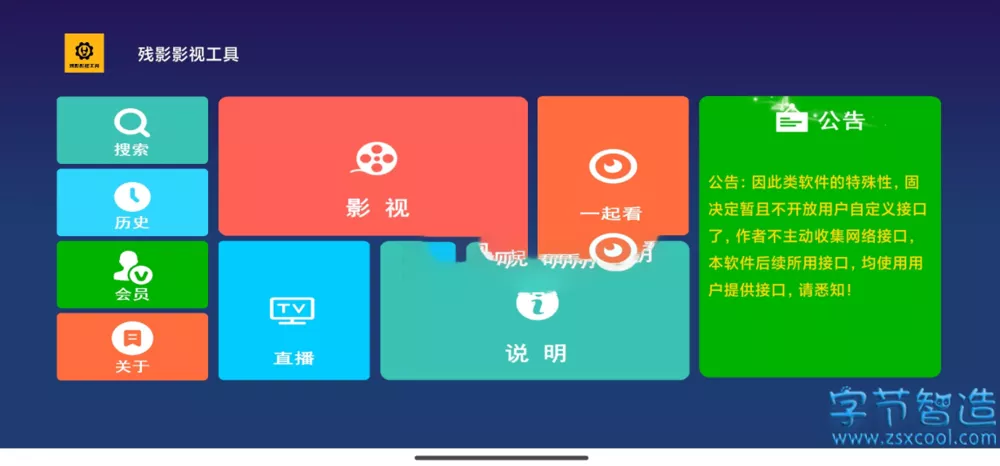 残影影视工具
残影影视工具
搜索
历史
会员
关于
影视
一起看
TV
直播
说明
公告
公告：因此类软件的特殊性，固
决定暂且不开放用户自定义接口
了，作者不主动收集网络接口，
本软件后续所用接口，均使用用
户提供接口，请悉知！
字节智造
www.zsxcool.com